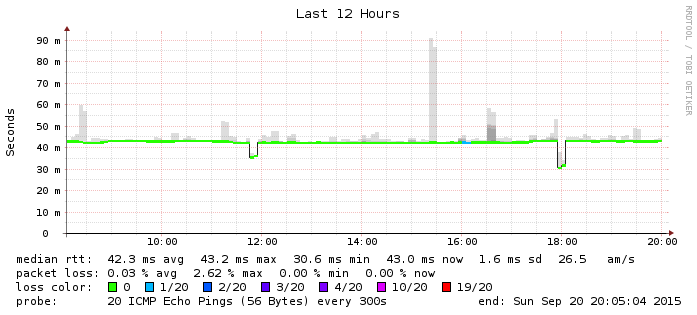 Last 12 Hours
RRDTOOL / TOBI OETIKER
Seconds
90 m
80 m
70 m
60 m
50 m
40 m
30 m
20 m
10 m
0
10:00 12:00 14:00 16:00 18:00 20:00
median rtt: 42.3 ms avg 43.2 ms max 30.6 ms min 43.0 ms now 1.6 ms sd 26.5 am/s
packet loss: 0.03 % avg 2.62 % max 0.00 % min 0.00 % now
loss color: 0 1/20 2/20 3/20 4/20 10/20 19/20
probe: 20 ICMP Echo Pings (56 Bytes) every 300s end: Sun Sep 20 20:05:04 2015